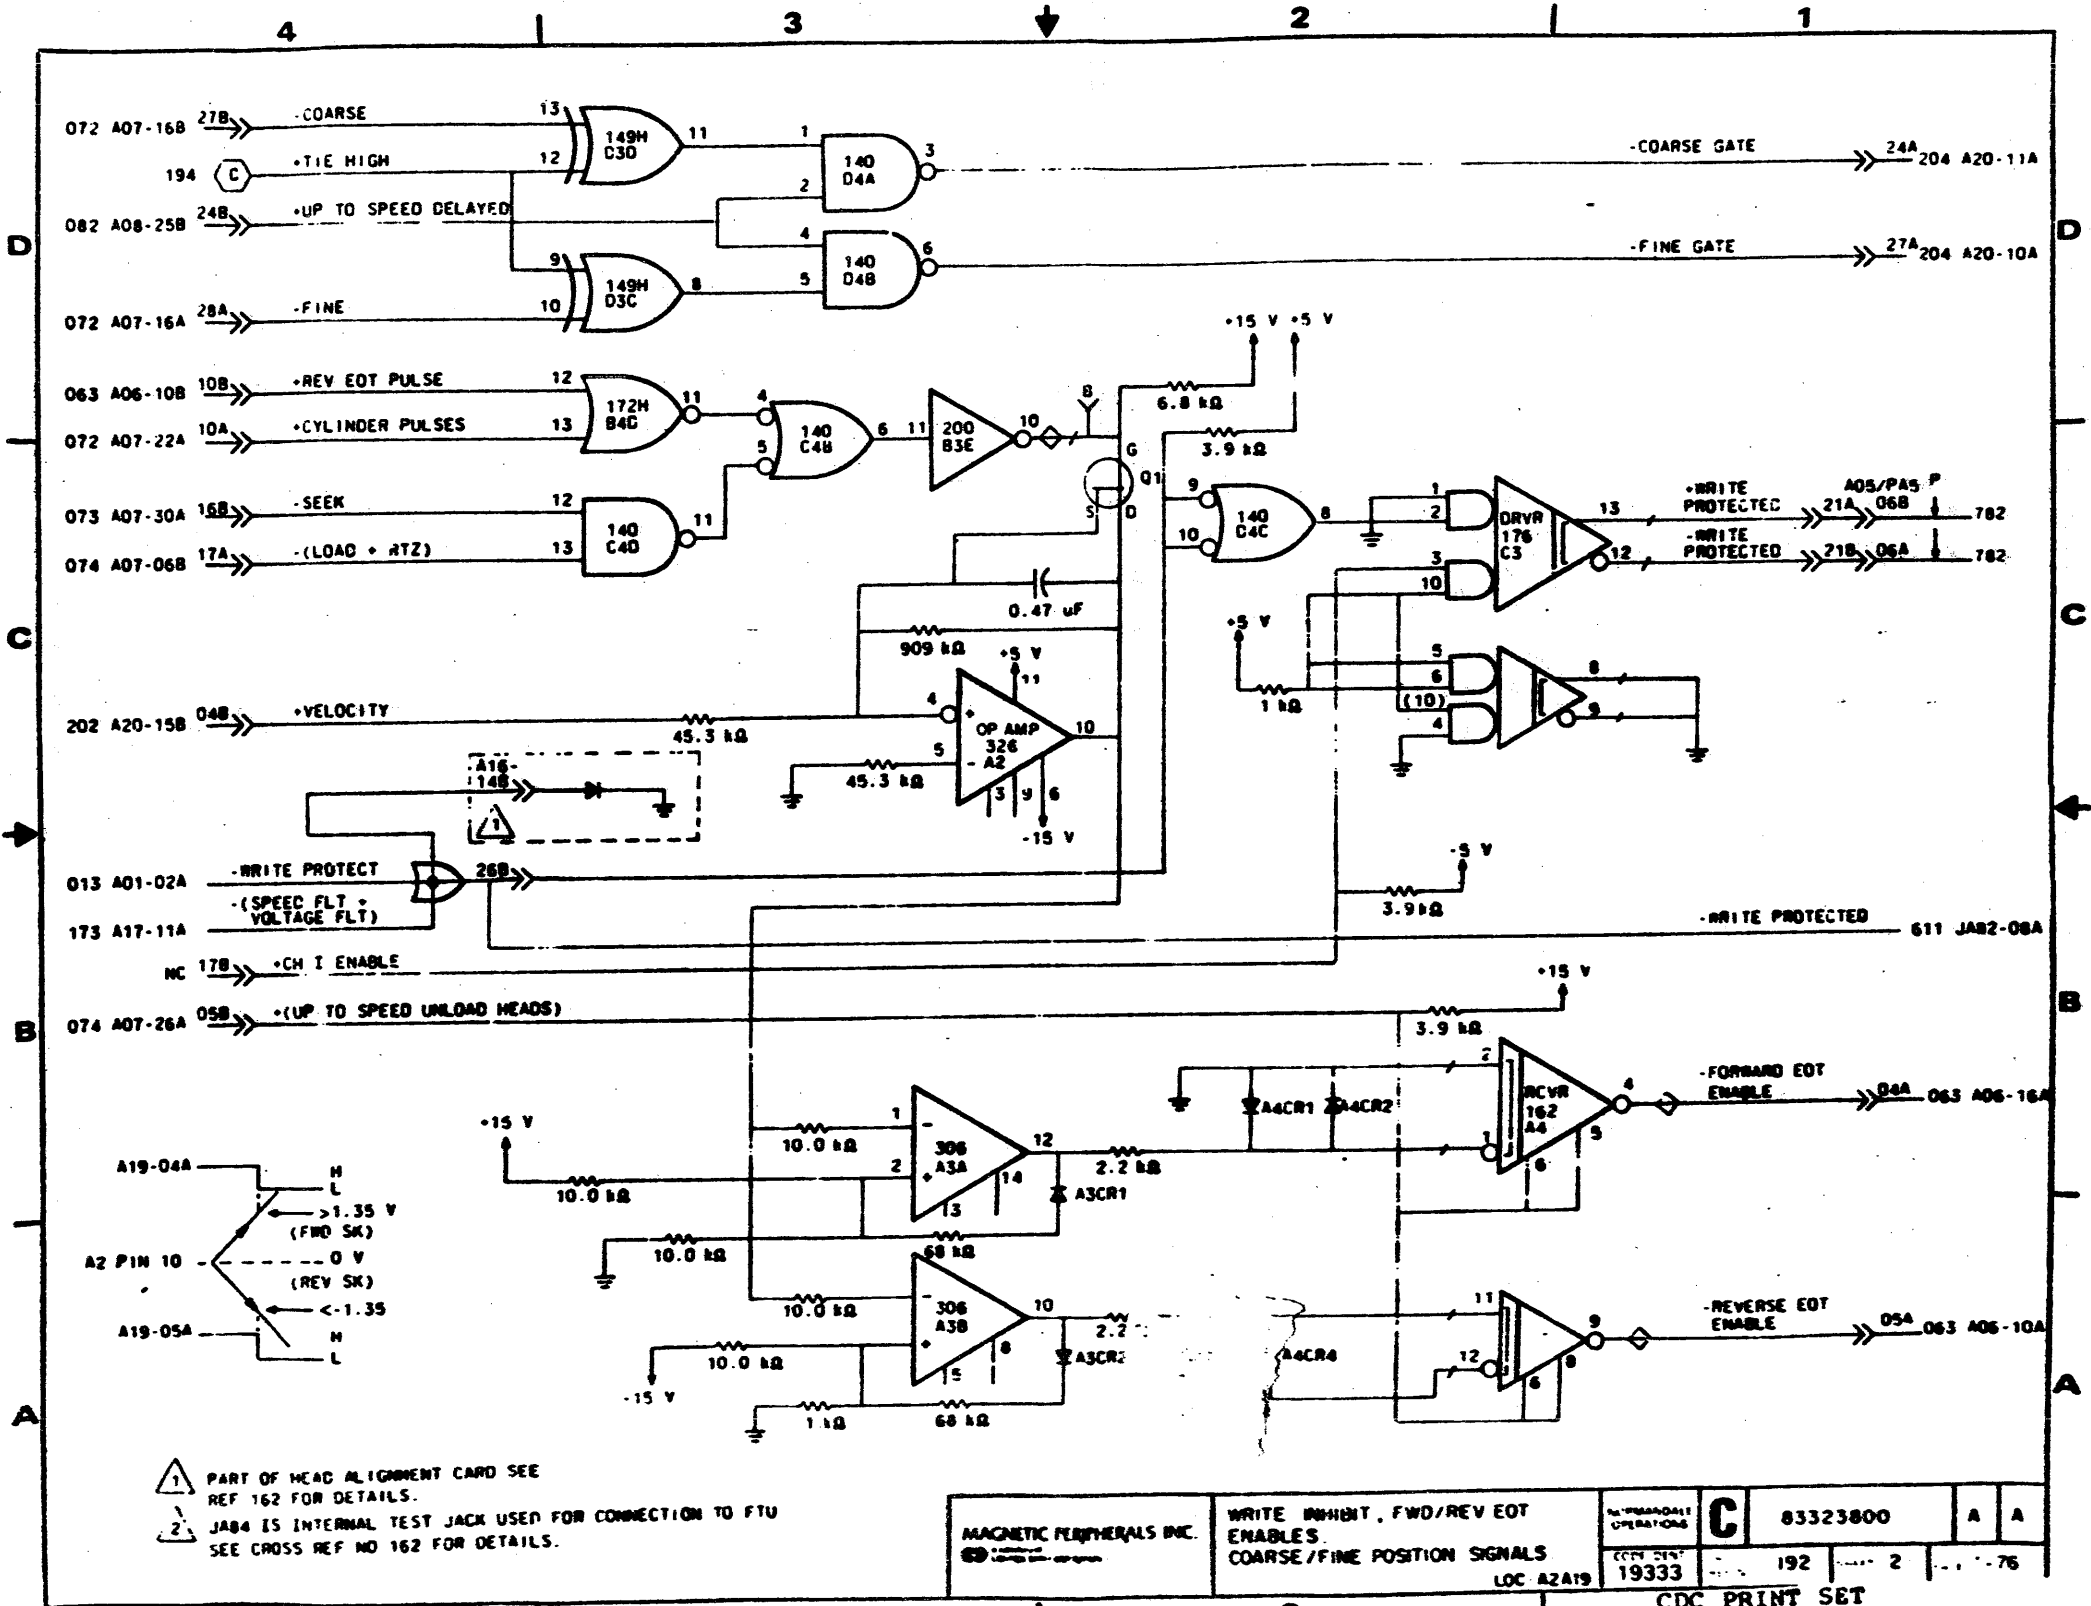 4 3 2 1
072 A07-16B 27B -COARSE 13 149H D3D 11 1 140 D4A 3 -COARSE GATE 24A 204 A20-11A
194 C +TIE HIGH 12 2
082 A08-25B 24B +UP TO SPEED DELAYED
D D
9 149H D3C 8 4 140 D4B 6 -FINE GATE 27A 204 A20-10A
072 A07-16A 28A -FINE 10 5
+15 V +5 V
063 A06-10B 10B +REV EOT PULSE 12 172H B4D 11 4 140 C4B 6 11 200 B3E 10 B 6.8 kΩ
072 A07-22A 10A +CYLINDER PULSES 13 5 3.9 kΩ
G Q1 S D
073 A07-30A 16B -SEEK 12 140 C4D 11
074 A07-06B 17A -(LOAD + RTZ) 13
9 140 C4C 8 10
1 2 DRVR 176 C3 13 +WRITE PROTECTED 21A A05/PA5 06B P 782
3 10 12 -WRITE PROTECTED 21B 06A 782
0.47 uF
C C
909 kΩ +5 V 11
+5 V 1 kΩ 5 6 (10) 4 8 9
202 A20-15B 04B +VELOCITY 45.3 kΩ 4 + OP AMP 326 A2 10
45.3 kΩ 5 - 3 9 6 -15 V
A16-
14B
1
013 A01-02A -WRITE PROTECT 26B
-(SPEED FLT +
VOLTAGE FLT)
173 A17-11A
-5 V 3.9 kΩ
-WRITE PROTECTED 611 JA82-08A
NC 17B +CH I ENABLE
074 A07-26A 05B +(UP TO SPEED UNLOAD HEADS)
+15 V 3.9 kΩ
B B
+15 V 10.0 kΩ 10.0 kΩ 1 - 306 A3A 12 2 + 13 14 A3CR1 2.2 kΩ
A4CR1 A4CR2 2 RCVR 162 A4 4 1 5 6
-FORWARD EOT
ENABLE 04A 063 A06-16A
10.0 kΩ 68 kΩ
A19-04A H
L
>1.35 V
(FWD SK)
A2 PIN 10 0 V
(REV SK)
<-1.35
A19-05A H
L
10.0 kΩ - 306 A3B 10 + 5 8 A3CR2 2.2
-15 V 10.0 kΩ 1 kΩ 68 kΩ
A4CR4 11 12 9 6 8
-REVERSE EOT
ENABLE 05A 063 A06-10A
A A
1 PART OF HEAD ALIGNMENT CARD SEE
REF 162 FOR DETAILS.
2 JA84 IS INTERNAL TEST JACK USED FOR CONNECTION TO FTU
SEE CROSS REF NO 162 FOR DETAILS.
MAGNETIC PERIPHERALS INC.
WRITE INHIBIT, FWD/REV EOT
ENABLES.
COARSE/FINE POSITION SIGNALS
LOC A2A19
OPERATIONS C 83323800 A A
19333 192 2 -76
CDC PRINT SET